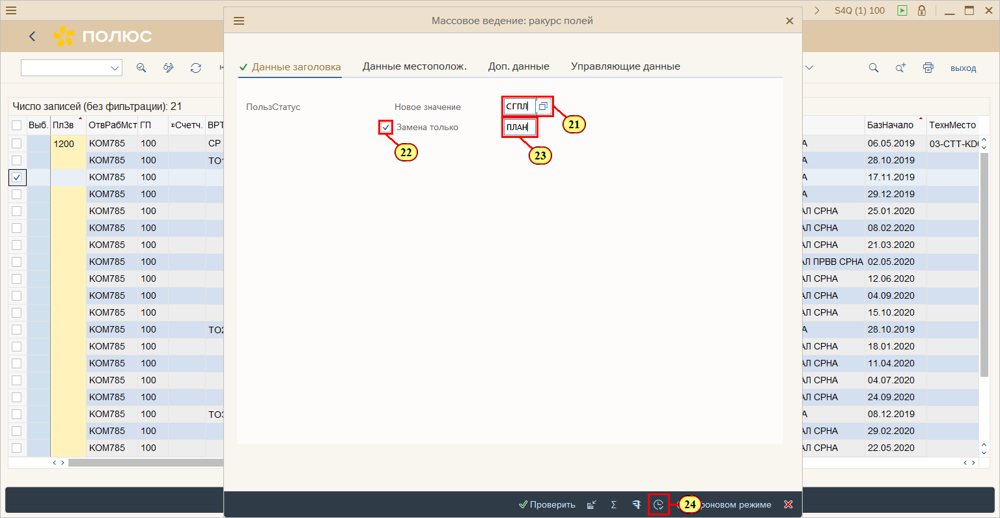 S4Q (1) 100
Массовое ведение: ракурс полей
ПОЛЮС
Данные заголовка Данные местополож. Доп. данные Управляющие данные
выход
Число записей (без фильтрации): 21
ПользСтатус Новое значение СГПЛ 21
Замена только ПЛАН
22 23
Выб. ПлЗв ОтвРабМст ГП Счетч. ВРТ БазНачало ТехнМесто
1200 КОМ785 100 СР А 06.05.2019 03-СТТ-KD
КОМ785 100 ТО1 А 28.10.2019
КОМ785 100 А 17.11.2019
КОМ785 100 А 29.12.2019
КОМ785 100 АЛ СРНА 25.01.2020
КОМ785 100 АЛ СРНА 08.02.2020
КОМ785 100 АЛ СРНА 21.03.2020
КОМ785 100 АЛ ПРВВ СРНА 02.05.2020
КОМ785 100 АЛ СРНА 12.06.2020
КОМ785 100 АЛ СРНА 04.09.2020
КОМ785 100 АЛ СРНА 15.10.2020
КОМ785 100 ТО2 А 28.10.2019
КОМ785 100 АЛ СРНА 18.01.2020
КОМ785 100 АЛ СРНА 11.04.2020
КОМ785 100 АЛ СРНА 04.07.2020
КОМ785 100 АЛ СРНА 24.09.2020
КОМ785 100 ТО3 А 08.12.2019
КОМ785 100 АЛ СРНА 29.02.2020
КОМ785 100 АЛ СРНА 22.05.2020
Проверить 24 роновом режиме